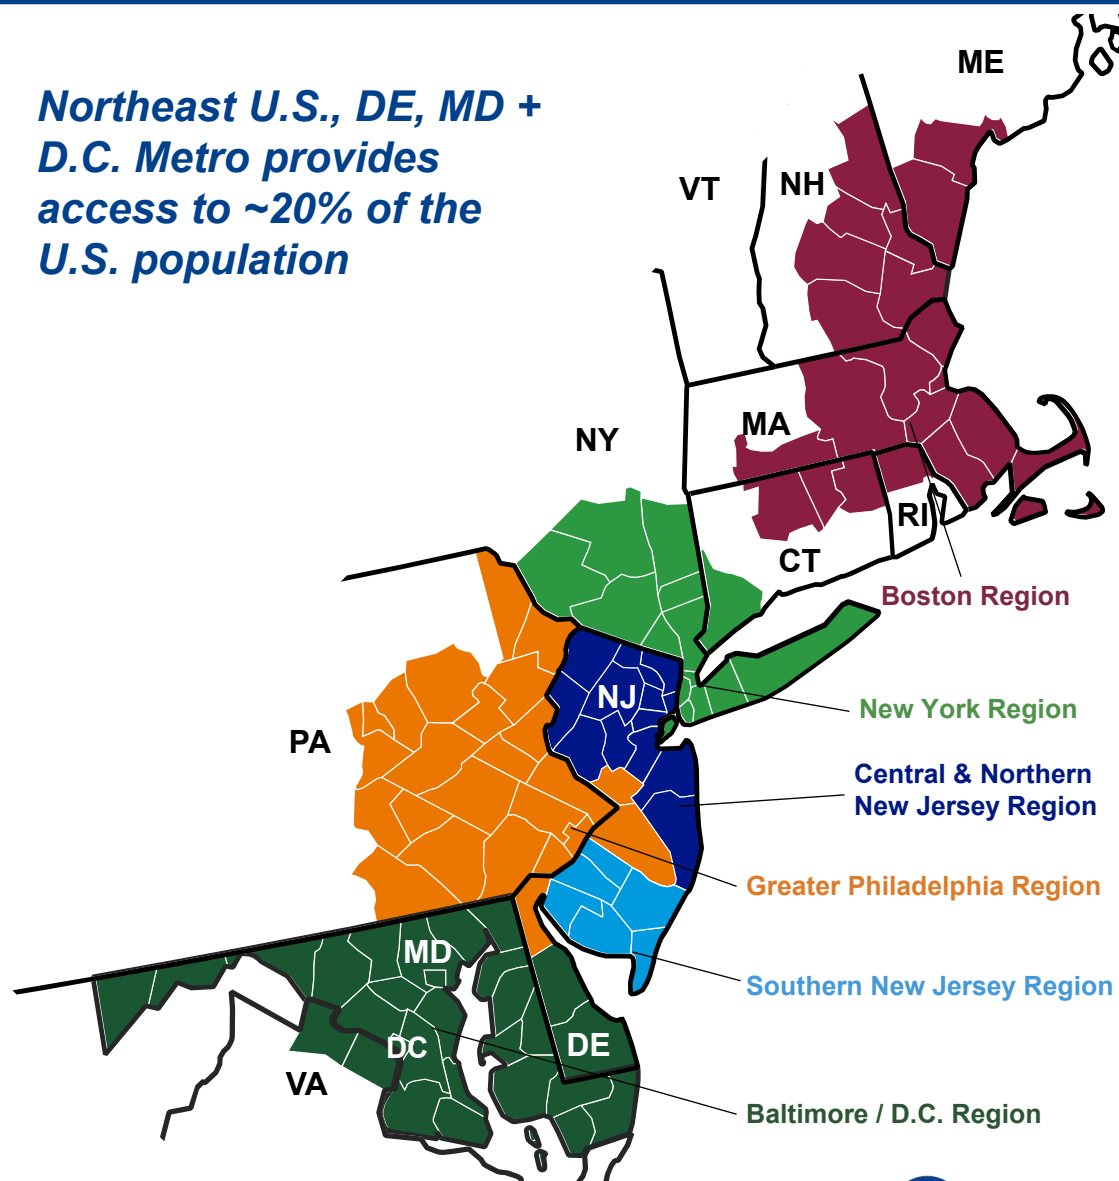 Northeast U.S., DE, MD +
D.C. Metro provides
access to ~20% of the
U.S. population
ME
VT
NH
NY
MA
RI
CT
Boston Region
NJ
New York Region
PA
Central & Northern
New Jersey Region
Greater Philadelphia Region
MD
Southern New Jersey Region
DC
DE
VA
Baltimore / D.C. Region